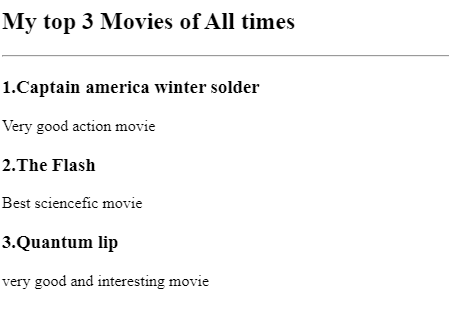 My top 3 Movies of All times
1.Captain america winter solder
Very good action movie
2.The Flash
Best sciencefic movie
3.Quantum lip
very good and interesting movie